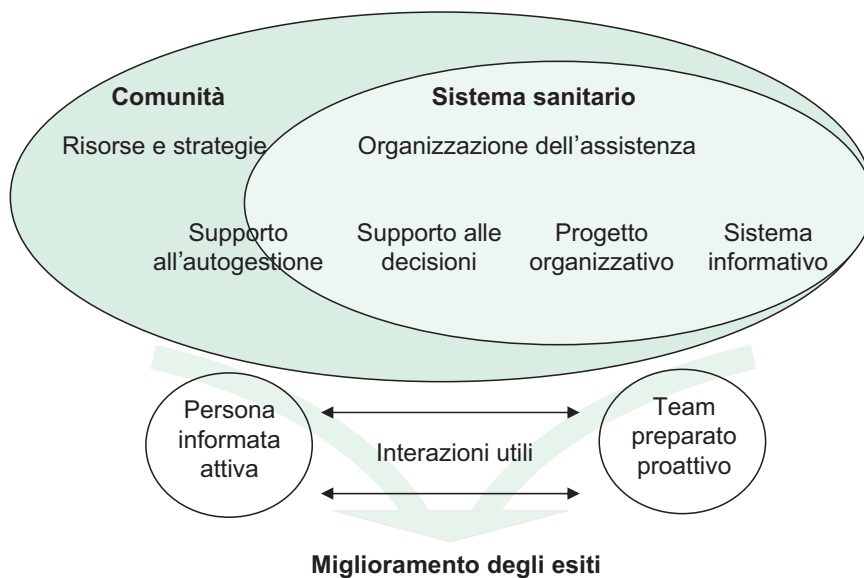 Comunità
Sistema sanitario
Risorse e strategie
Organizzazione dell’assistenza
Supporto
all’autogestione
Supporto alle
decisioni
Progetto
organizzativo
Sistema
informativo
Persona
informata
attiva
Interazioni utili
Team
preparato
proattivo
Miglioramento degli esiti